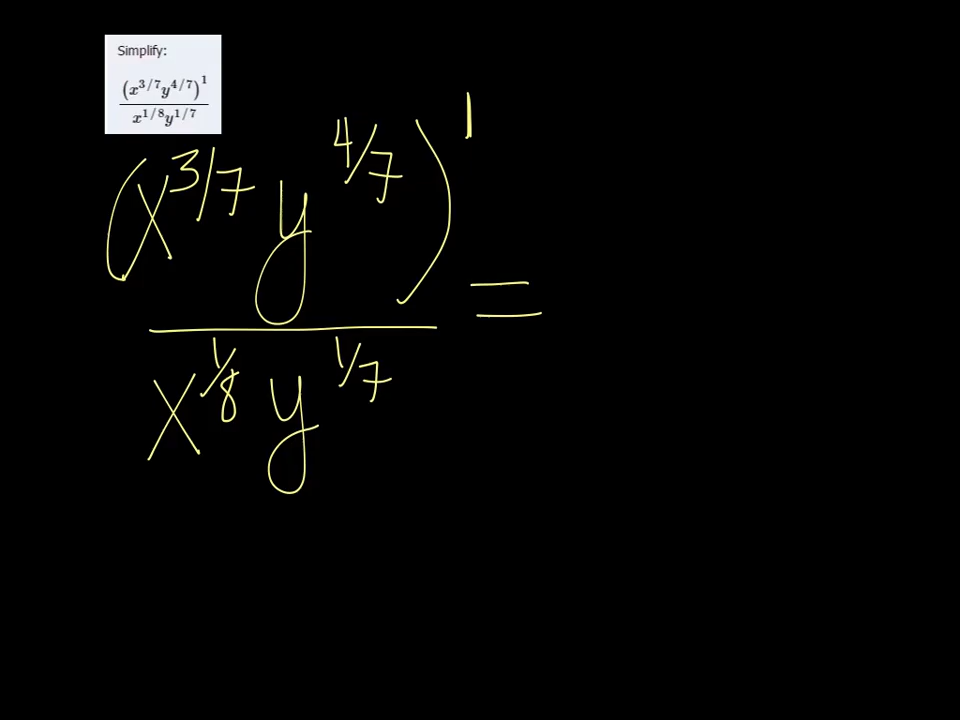 Simplify:
(x^{3/7}y^{4/7})^1
x^{1/8}y^{1/7}
(x^{3/7} y^{4/7})^1 =
x^{1/8} y^{1/7}